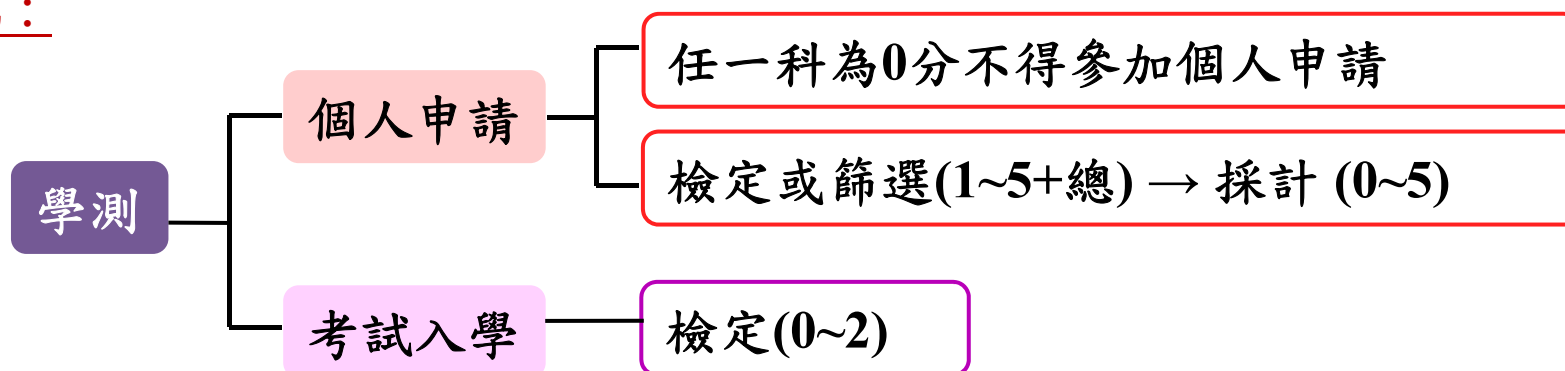 學測
個人申請
任一科為0分不得參加個人申請
檢定或篩選(1~5+總) → 採計 (0~5)
考試入學
檢定(0~2)